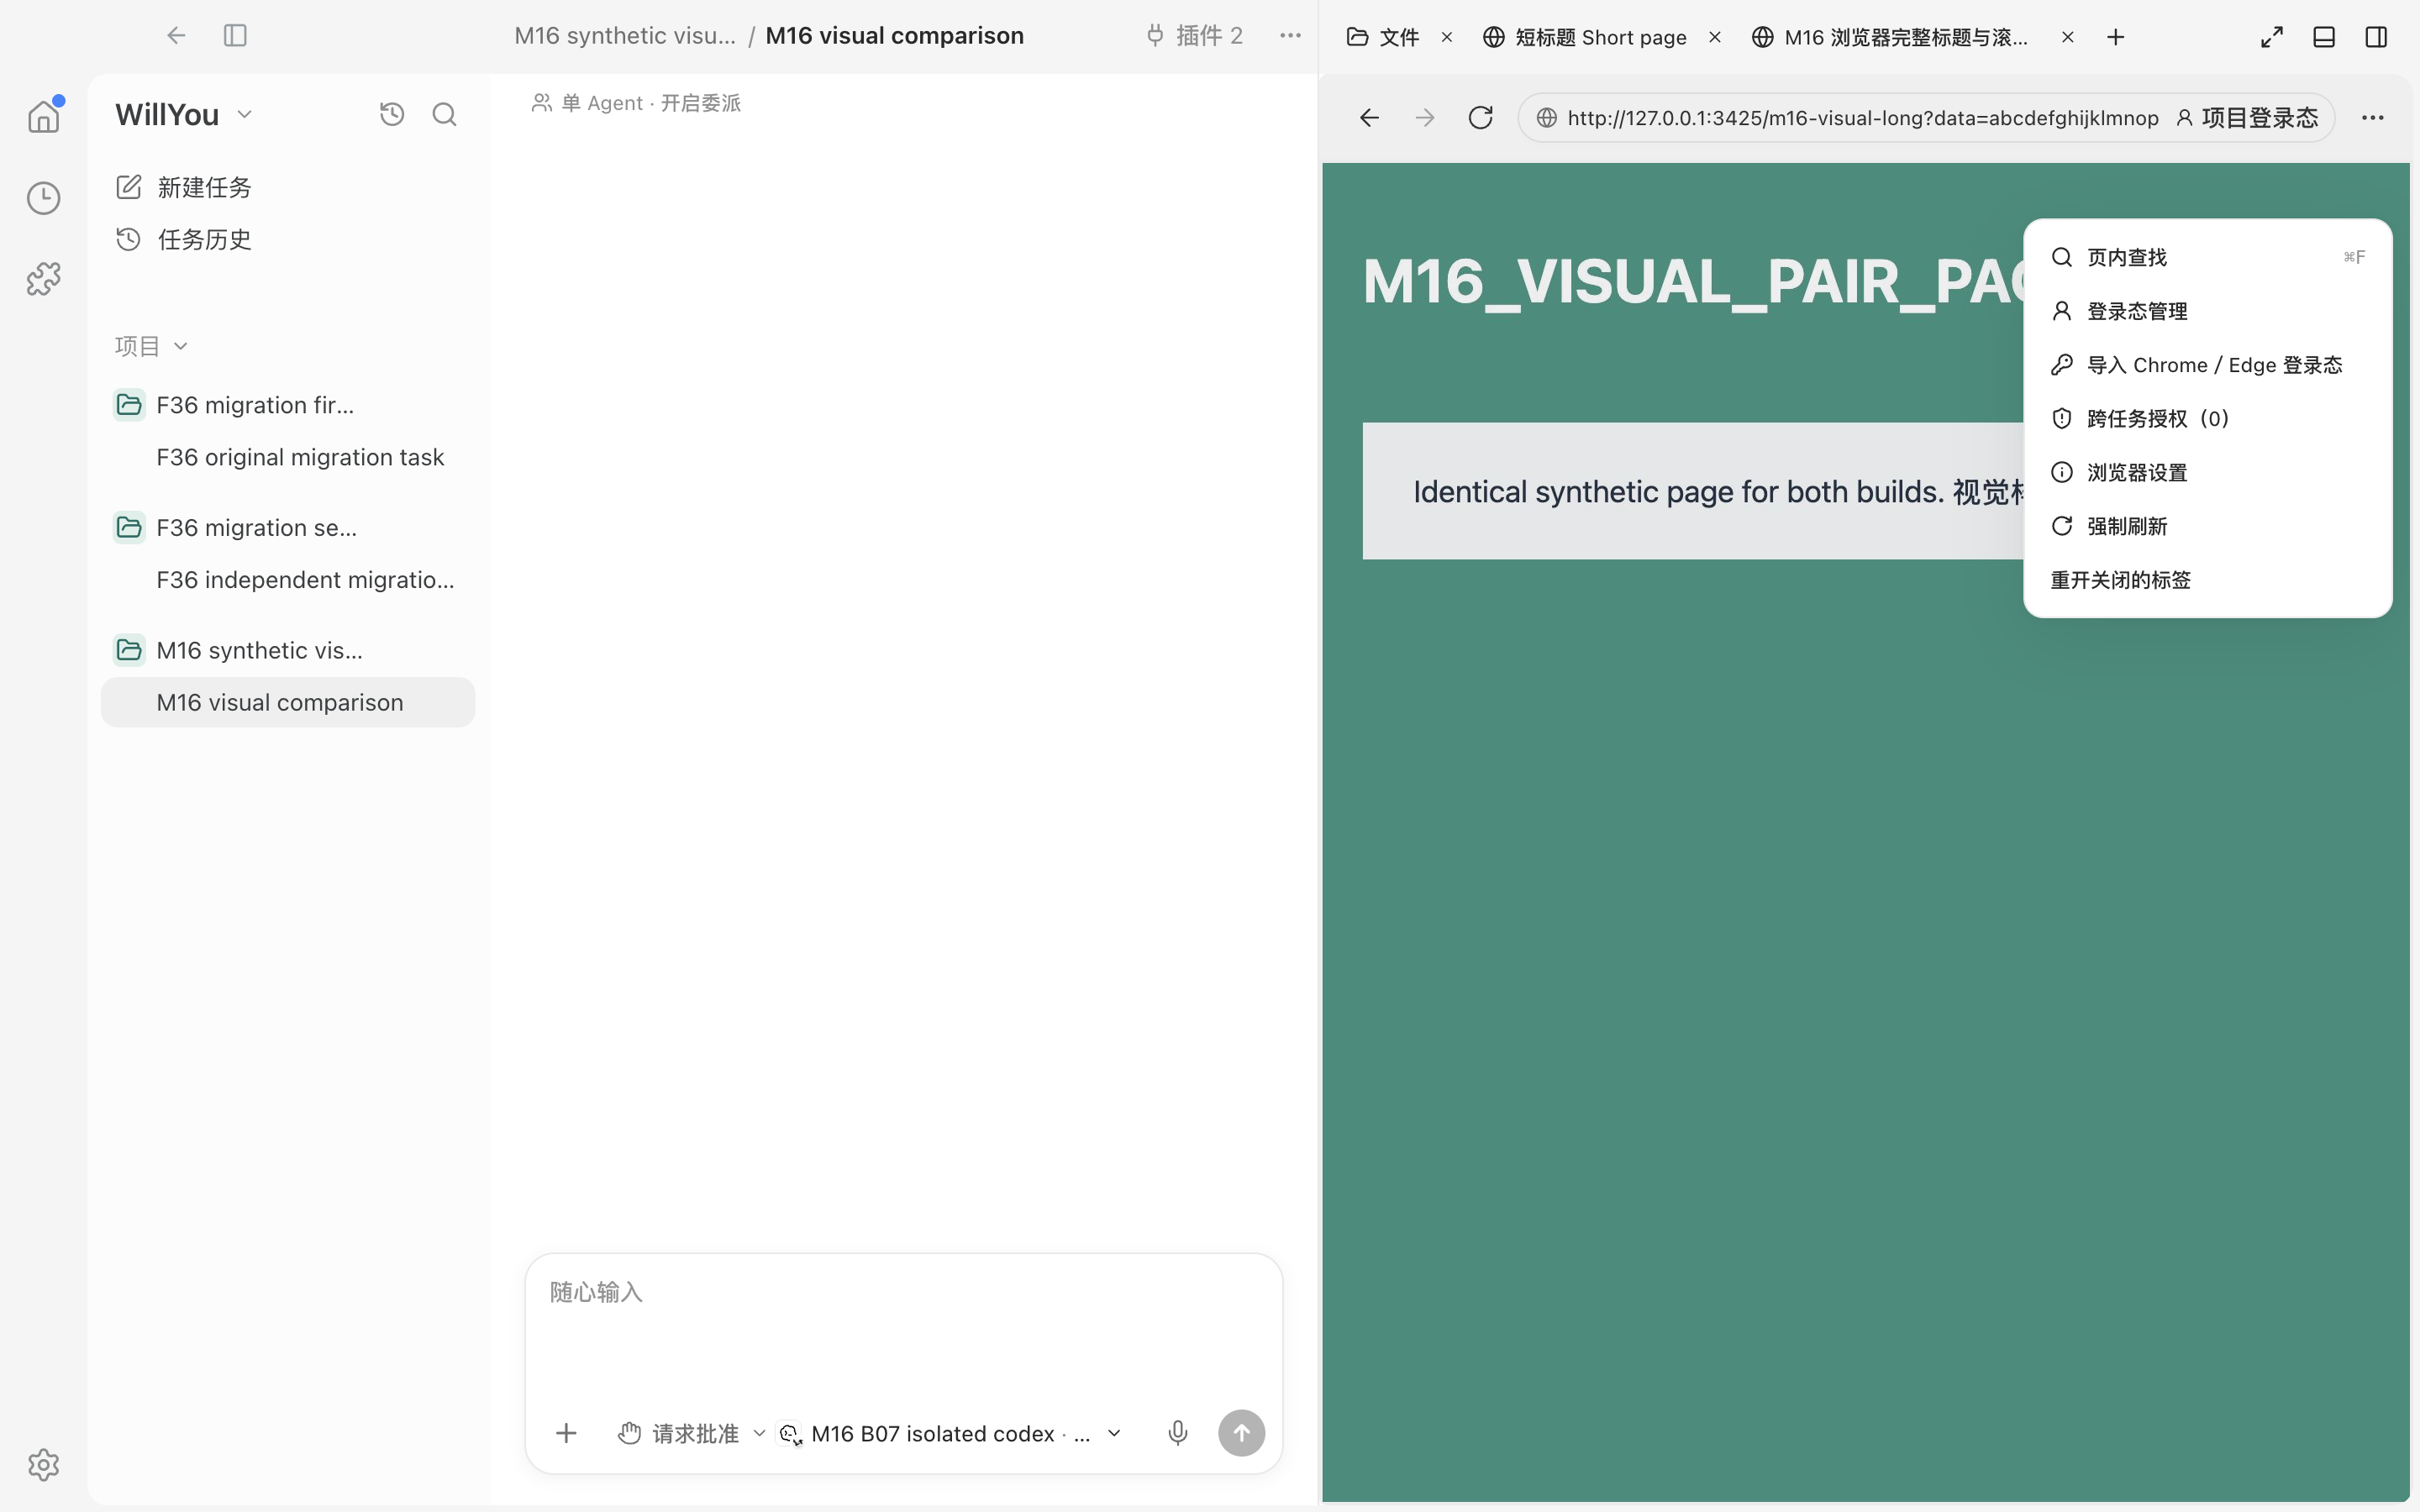 M16 synthetic visu... / M16 visual comparison
插件 2
文件
短标题 Short page
M16 浏览器完整标题与滚...
WillYou
新建任务
任务历史
项目
F36 migration fir...
F36 original migration task
F36 migration se...
F36 independent migratio...
M16 synthetic vis...
M16 visual comparison
单 Agent · 开启委派
随心输入
请求批准
M16 B07 isolated codex · ...
http://127.0.0.1:3425/m16-visual-long?data=abcdefghijklmnop
项目登录态
M16_VISUAL_PAIR_PA
Identical synthetic page for both builds. 视觉
页内查找 ⌘F
登录态管理
导入 Chrome / Edge 登录态
跨任务授权（0）
浏览器设置
强制刷新
重开关闭的标签